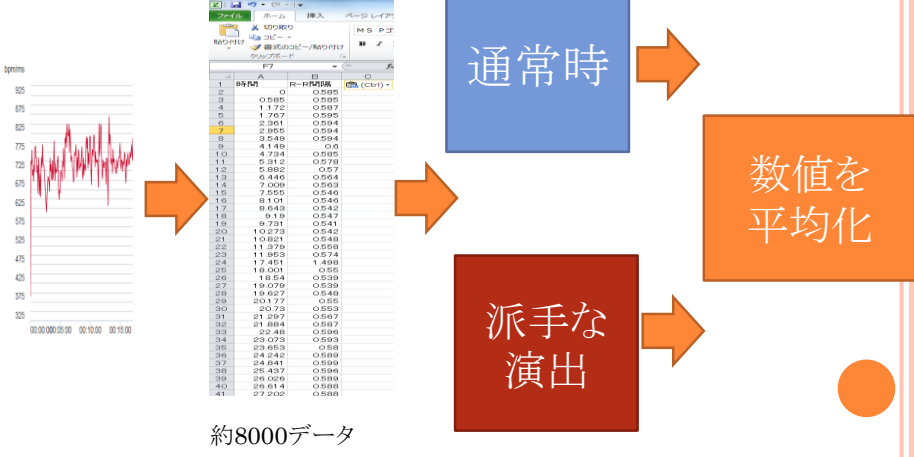 bpm/ms
925
875
825
775
725
675
625
575
525
475
425
375
325
00:00:00 0:05:00 00:10:00 00:15:00
ファイル ホーム 挿入 ページ レイアウ
貼り付け
切り取り
コピー
書式のコピー/貼り付け
クリップボード
MS Pゴ
B I
F7
A B C
1 時間 R-R間隔 (Ctrl)
2 0 0.585
3 0.585 0.585
4 1.172 0.587
5 1.767 0.595
6 2.361 0.594
7 2.955 0.594
8 3.549 0.594
9 4.149 0.6
10 4.734 0.585
11 5.312 0.578
12 5.882 0.57
13 6.446 0.564
14 7.009 0.563
15 7.555 0.546
16 8.101 0.546
17 8.643 0.542
18 9.19 0.547
19 9.731 0.541
20 10.273 0.542
21 10.821 0.548
22 11.379 0.558
23 11.953 0.574
24 17.451 1.498
25 18.001 0.55
26 18.54 0.539
27 19.079 0.539
28 19.627 0.548
29 20.177 0.55
30 20.73 0.553
31 21.297 0.567
32 21.884 0.587
33 22.48 0.596
34 23.073 0.593
35 23.653 0.58
36 24.242 0.589
37 24.841 0.599
38 25.437 0.596
39 26.026 0.589
40 26.614 0.588
41 27.202 0.588
約8000データ
通常時
派手な
演出
数値を
平均化